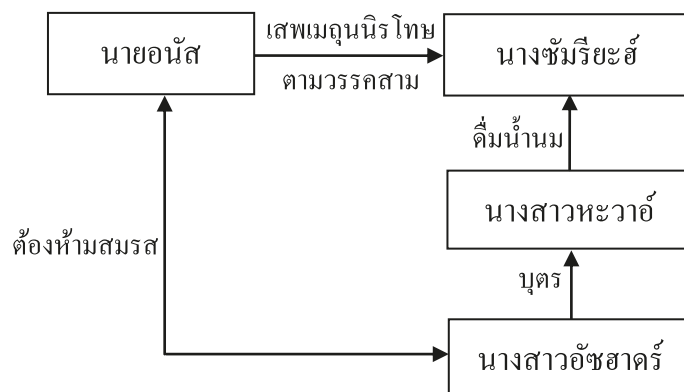 เสพเมถุนนิรโทษ
นายอนัส
นางซัมรียะฮ์
ตามวรรคสาม
ดื่มน้ำนม
นางสาวหะวาอ์
ต้องห้ามสมรส
บุตร
นางสาวอัซฮาดร์